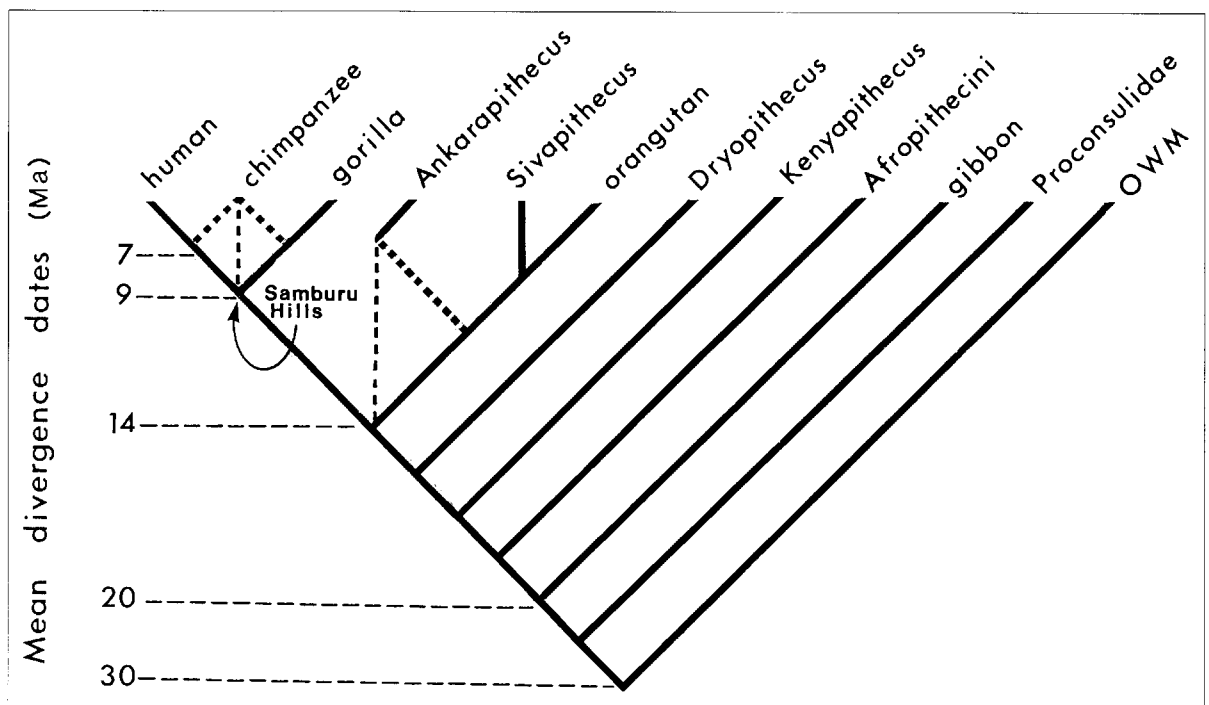 human
chimpanzee
gorilla
Ankarapithecus
Sivapithecus
orangutan
Dryopithecus
Kenyapithecus
Afropithecini
gibbon
Proconsulidae
OWM
Mean divergence dates (Ma)
7
9
Samburu
Hills
14
20
30